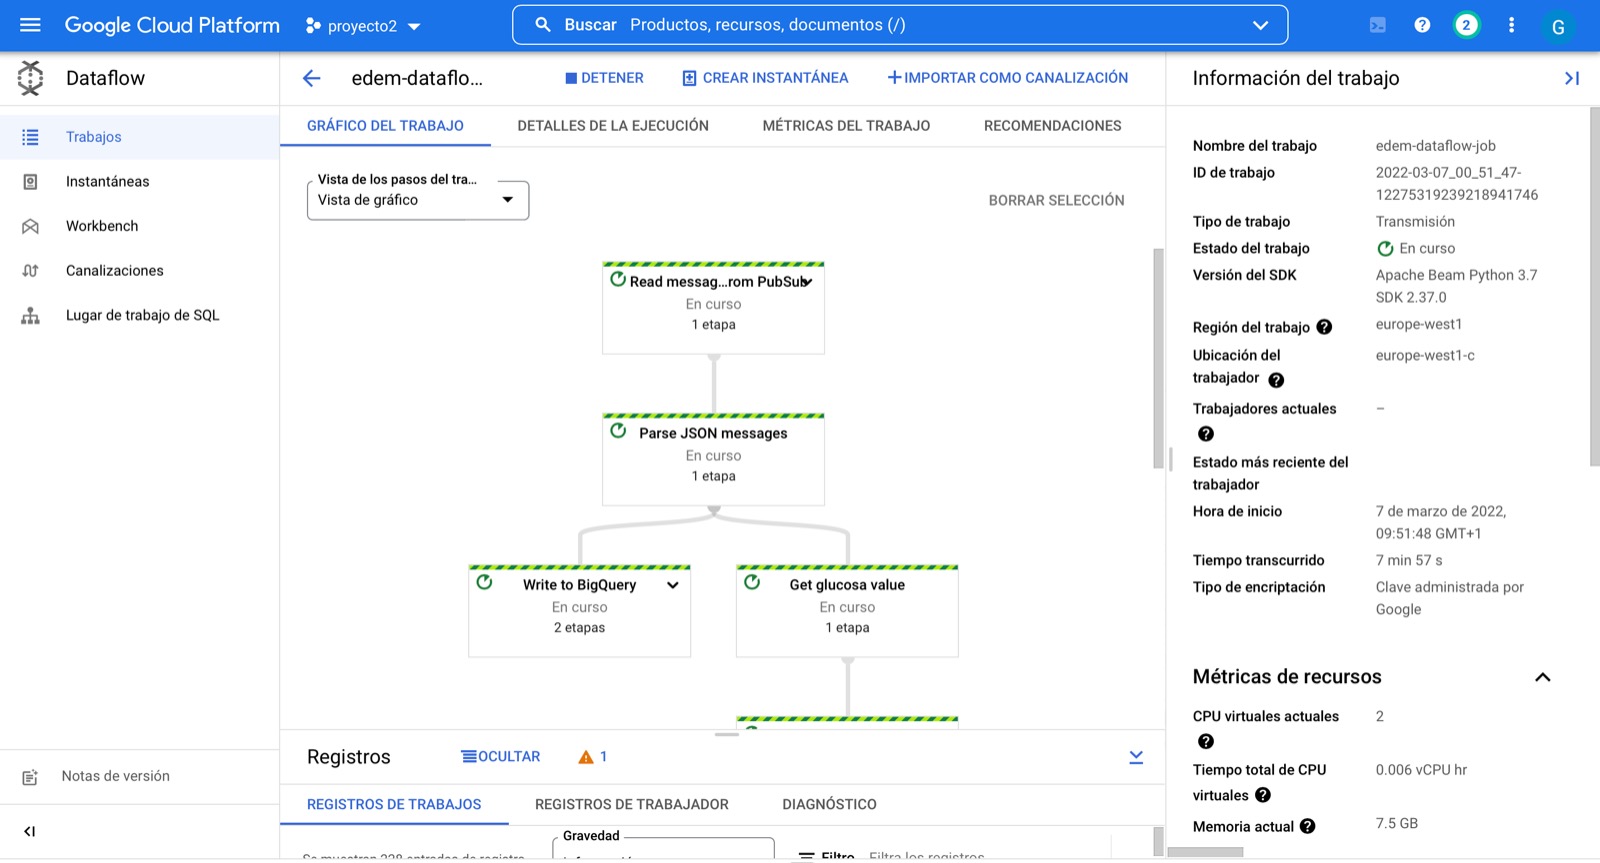 Google Cloud Platform
proyecto2
Buscar Productos, recursos, documentos (/)
2
G
Dataflow
Trabajos
Instantáneas
Workbench
Canalizaciones
Lugar de trabajo de SQL
Notas de versión
edem-dataflo...
DETENER
CREAR INSTANTÁNEA
IMPORTAR COMO CANALIZACIÓN
GRÁFICO DEL TRABAJO
DETALLES DE LA EJECUCIÓN
MÉTRICAS DEL TRABAJO
RECOMENDACIONES
Vista de los pasos del tra...
Vista de gráfico
BORRAR SELECCIÓN
Read messag...rom PubSub
En curso
1 etapa
Parse JSON messages
En curso
1 etapa
Write to BigQuery
En curso
2 etapas
Get glucosa value
En curso
1 etapa
Registros
OCULTAR
1
REGISTROS DE TRABAJOS
REGISTROS DE TRABAJADOR
DIAGNÓSTICO
Gravedad
Filtro Filtra los registros
Información del trabajo
Nombre del trabajo edem-dataflow-job
ID de trabajo 2022-03-07_00_51_47-
12275319239218941746
Tipo de trabajo Transmisión
Estado del trabajo En curso
Versión del SDK Apache Beam Python 3.7
SDK 2.37.0
Región del trabajo europe-west1
Ubicación del europe-west1-c
trabajador
Trabajadores actuales –
Estado más reciente del
trabajador
Hora de inicio 7 de marzo de 2022,
09:51:48 GMT+1
Tiempo transcurrido 7 min 57 s
Tipo de encriptación Clave administrada por
Google
Métricas de recursos
CPU virtuales actuales 2
Tiempo total de CPU 0.006 vCPU hr
virtuales
Memoria actual 7.5 GB